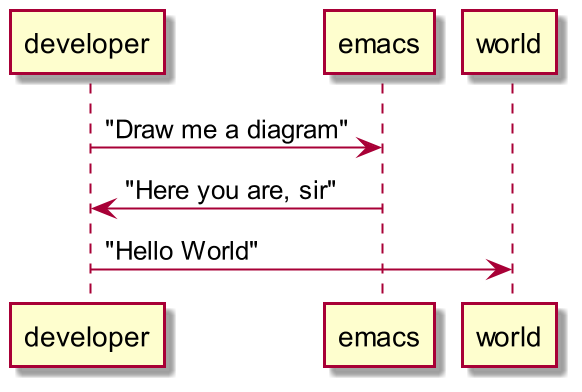 developer emacs world
"Draw me a diagram"
"Here you are, sir"
"Hello World"
developer emacs world